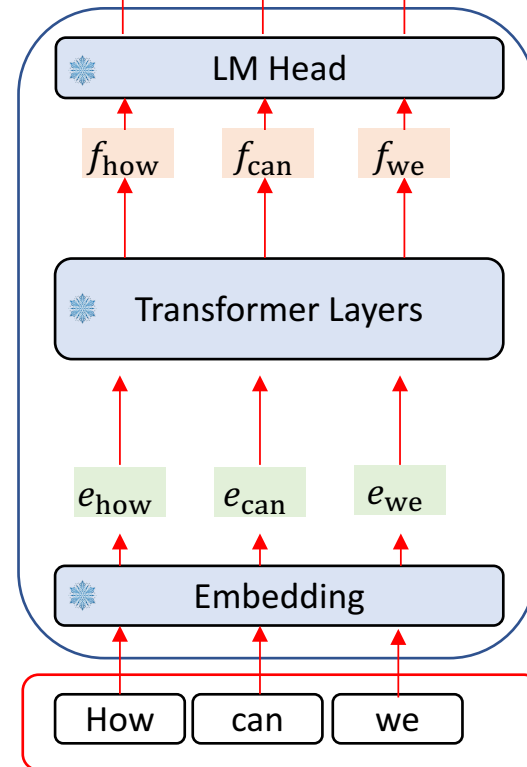 LM Head
f_how f_can f_we
Transformer Layers
e_how e_can e_we
Embedding
How can we